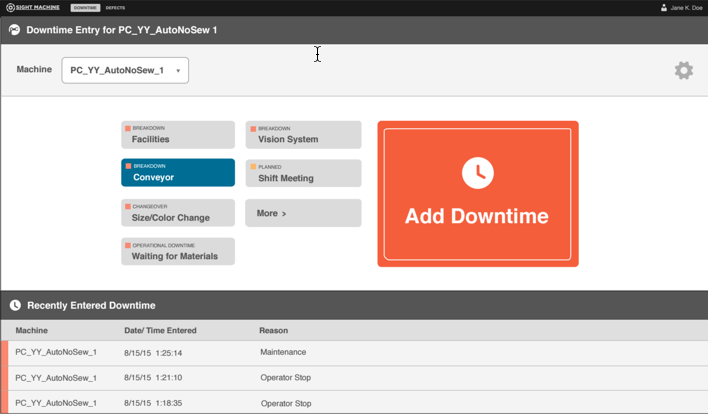 SIGHT MACHINE DOWNTIME DEFECTS Jane K. Doe
Downtime Entry for PC_YY_AutoNoSew 1
Machine PC_YY_AutoNoSew_1
BREAKDOWN
Facilities
BREAKDOWN
Vision System
BREAKDOWN
Conveyor
PLANNED
Shift Meeting
CHANGEOVER
Size/Color Change
More >
OPERATIONAL DOWNTIME
Waiting for Materials
Add Downtime
Recently Entered Downtime
Machine Date/ Time Entered Reason
PC_YY_AutoNoSew_1 8/15/15 1:25:14 Maintenance
PC_YY_AutoNoSew_1 8/15/15 1:21:10 Operator Stop
PC_YY_AutoNoSew_1 8/15/15 1:18:35 Operator Stop